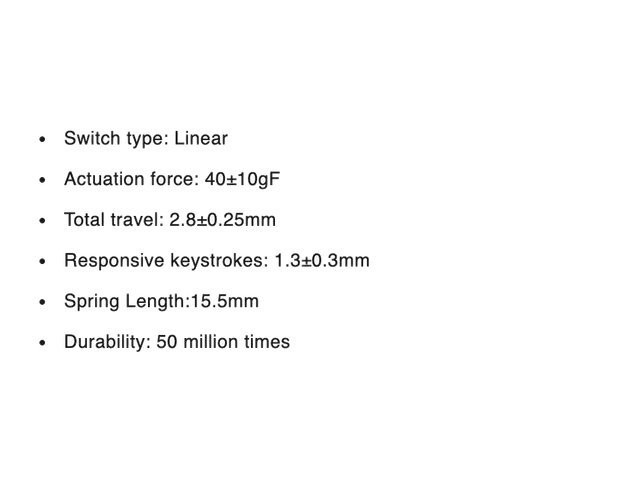 • Switch type: Linear
• Actuation force: 40±10gF
• Total travel: 2.8±0.25mm
• Responsive keystrokes: 1.3±0.3mm
• Spring Length:15.5mm
• Durability: 50 million times